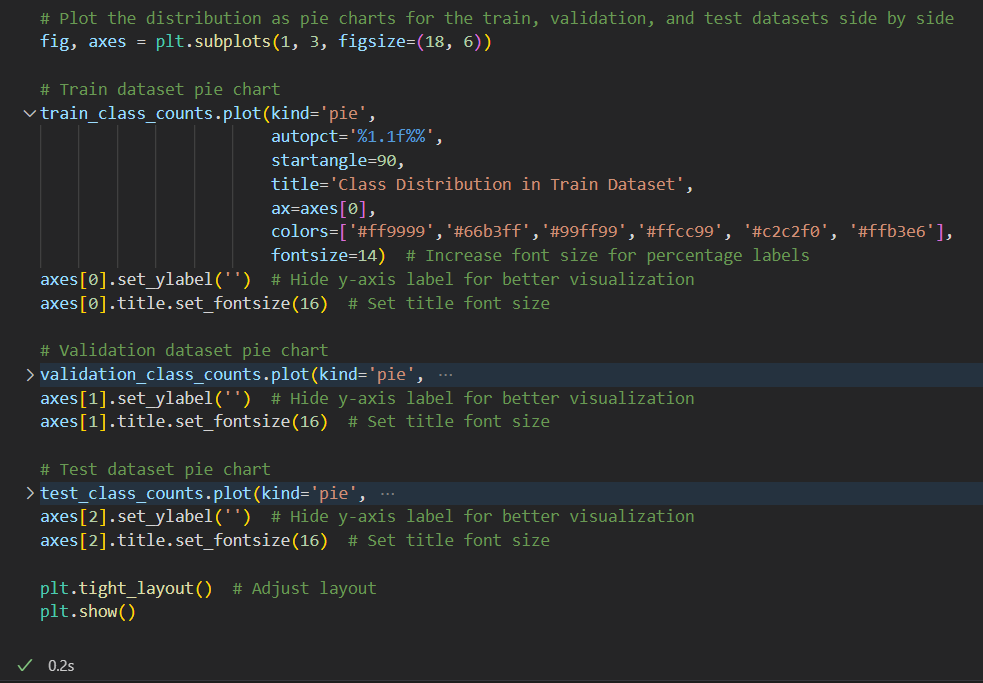 # Plot the distribution as pie charts for the train, validation, and test datasets side by side
fig, axes = plt.subplots(1, 3, figsize=(18, 6))

# Train dataset pie chart
train_class_counts.plot(kind='pie',
                        autopct='%1.1f%%',
                        startangle=90,
                        title='Class Distribution in Train Dataset',
                        ax=axes[0],
                        colors=['#ff9999','#66b3ff','#99ff99','#ffcc99', '#c2c2f0', '#ffb3e6'],
                        fontsize=14)  # Increase font size for percentage labels
axes[0].set_ylabel('')  # Hide y-axis label for better visualization
axes[0].title.set_fontsize(16)  # Set title font size

# Validation dataset pie chart
validation_class_counts.plot(kind='pie', ···
axes[1].set_ylabel('')  # Hide y-axis label for better visualization
axes[1].title.set_fontsize(16)  # Set title font size

# Test dataset pie chart
test_class_counts.plot(kind='pie', ···
axes[2].set_ylabel('')  # Hide y-axis label for better visualization
axes[2].title.set_fontsize(16)  # Set title font size

plt.tight_layout()  # Adjust layout
plt.show()

0.2s